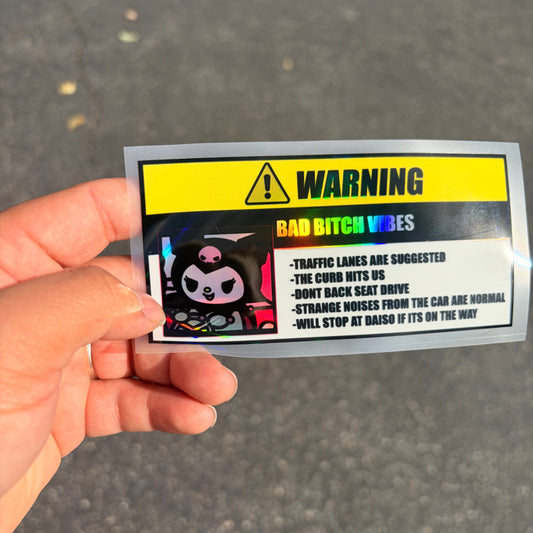 WARNING
BAD BITCH VIBES
-TRAFFIC LANES ARE SUGGESTED
-THE CURB HITS US
-DONT BACK SEAT DRIVE
-STRANGE NOISES FROM THE CAR ARE NORMAL
-WILL STOP AT DAISO IF ITS ON THE WAY